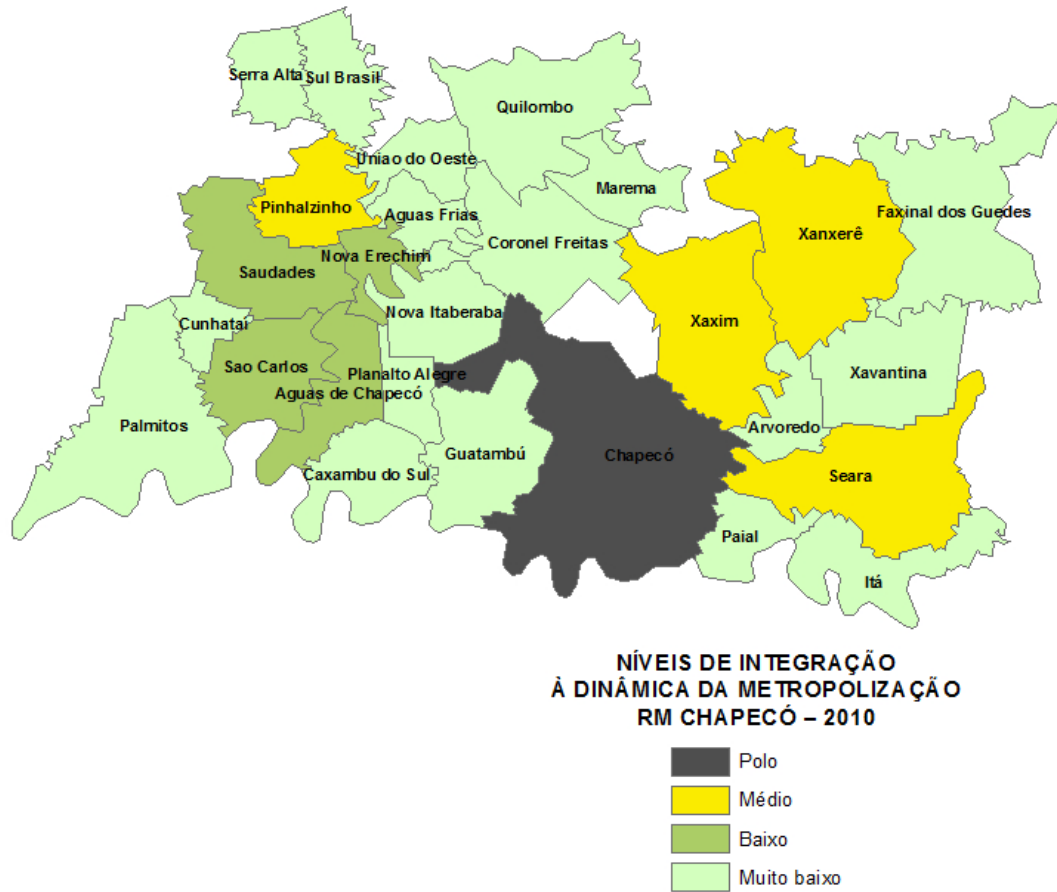 Serra Alta
Sul Brasil
Quilombo
Uniao do Oeste
Marema
Pinhalzinho
Aguas Frias
Faxinal dos Guedes
Xanxerê
Coronel Freitas
Nova Erechim
Saudades
Nova Itaberaba
Xaxim
Cunhatai
Sao Carlos
Planalto Alegre
Xavantina
Aguas de Chapecó
Palmitos
Arvoredo
Guatambú
Chapecó
Caxambu do Sul
Seara
Paial
Itá
NÍVEIS DE INTEGRAÇÃO
À DINÂMICA DA METROPOLIZAÇÃO
RM CHAPECÓ – 2010
Polo
Médio
Baixo
Muito baixo